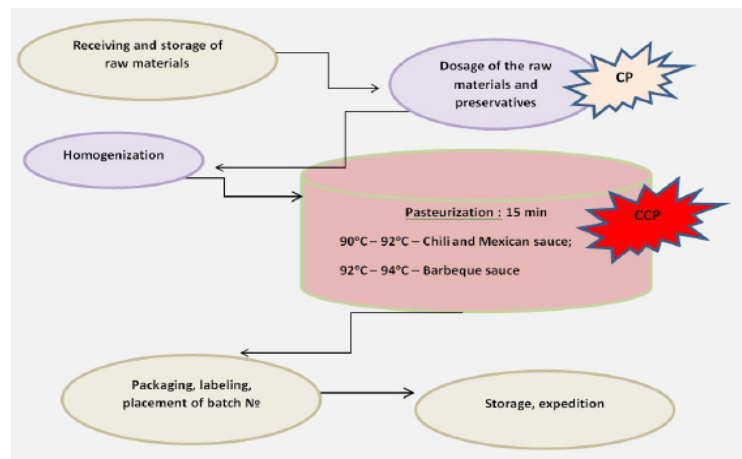 Receiving and storage of
raw materials
Dosage of the raw
materials and
preservatives
CP
Homogenization
Pasteurization : 15 min
90°C – 92°C – Chili and Mexican sauce;
92°C – 94°C – Barbeque sauce
CCP
Packaging, labeling,
placement of batch №
Storage, expedition